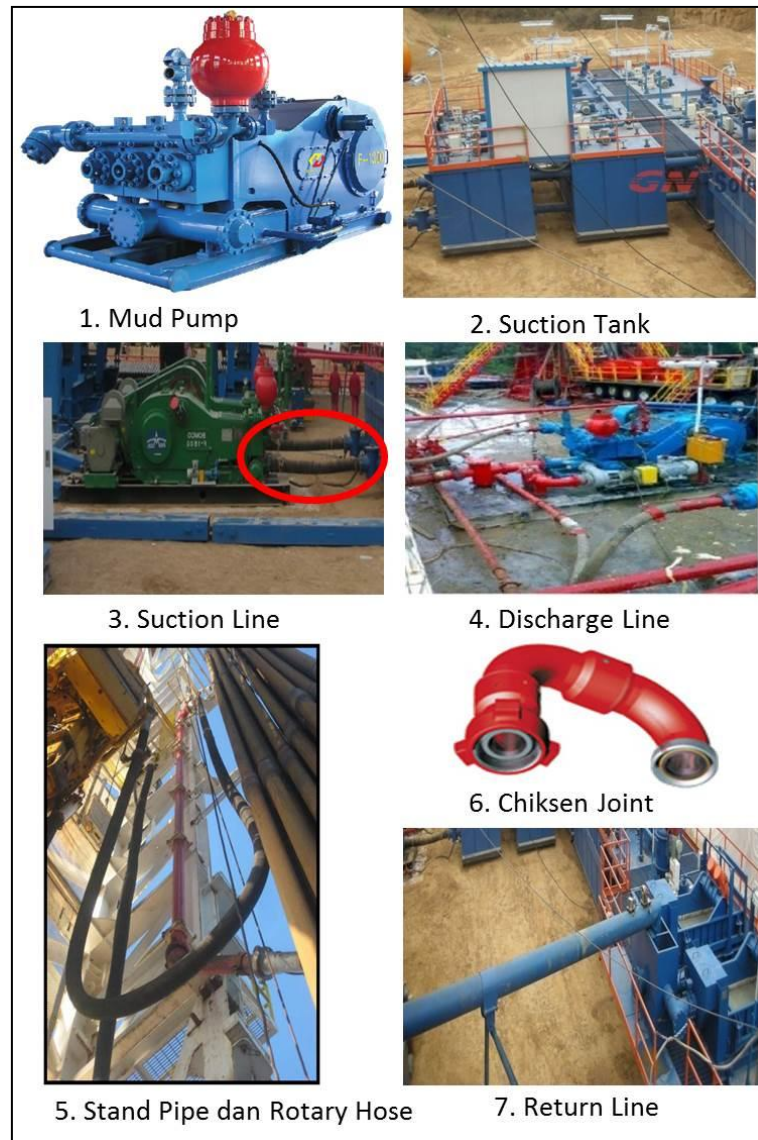 1. Mud Pump
2. Suction Tank
GN
3. Suction Line
4. Discharge Line
5. Stand Pipe dan Rotary Hose
6. Chiksen Joint
7. Return Line